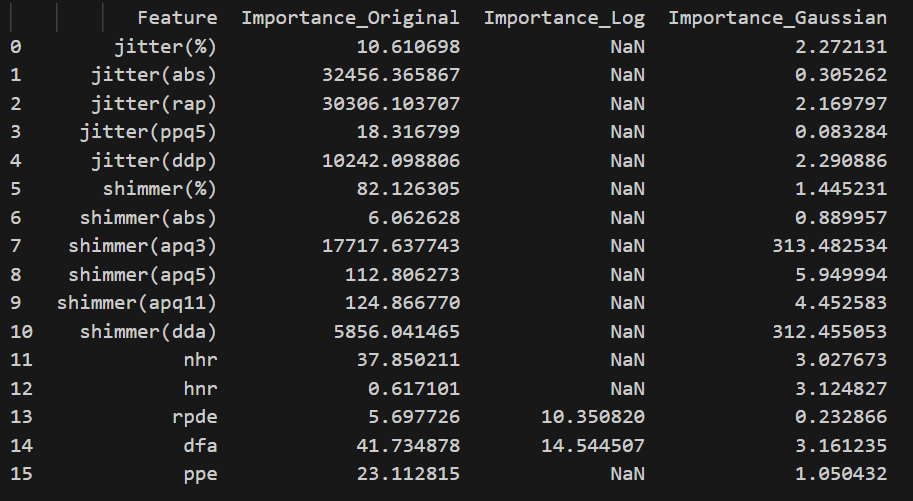 Feature Importance_Original Importance_Log Importance_Gaussian
0 jitter(%) 10.610698 NaN 2.272131
1 jitter(abs) 32456.365867 NaN 0.305262
2 jitter(rap) 30306.103707 NaN 2.169797
3 jitter(ppq5) 18.316799 NaN 0.083284
4 jitter(ddp) 10242.098806 NaN 2.290886
5 shimmer(%) 82.126305 NaN 1.445231
6 shimmer(abs) 6.062628 NaN 0.889957
7 shimmer(apq3) 17717.637743 NaN 313.482534
8 shimmer(apq5) 112.806273 NaN 5.949994
9 shimmer(apq11) 124.866770 NaN 4.452583
10 shimmer(dda) 5856.041465 NaN 312.455053
11 nhr 37.850211 NaN 3.027673
12 hnr 0.617101 NaN 3.124827
13 rpde 5.697726 10.350820 0.232866
14 dfa 41.734878 14.544507 3.161235
15 ppe 23.112815 NaN 1.050432